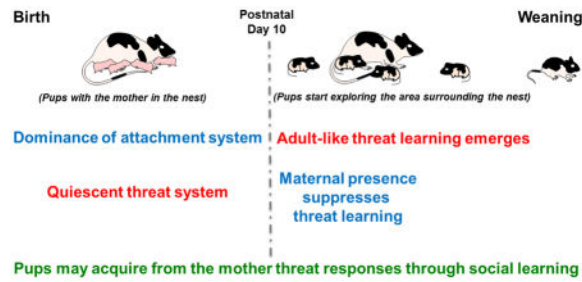 Birth
Postnatal
Day 10
Weaning
(Pups with the mother in the nest)
(Pups start exploring the area surrounding the nest)
Dominance of attachment system
Adult-like threat learning emerges
Quiescent threat system
Maternal presence
suppresses
threat learning
Pups may acquire from the mother threat responses through social learning